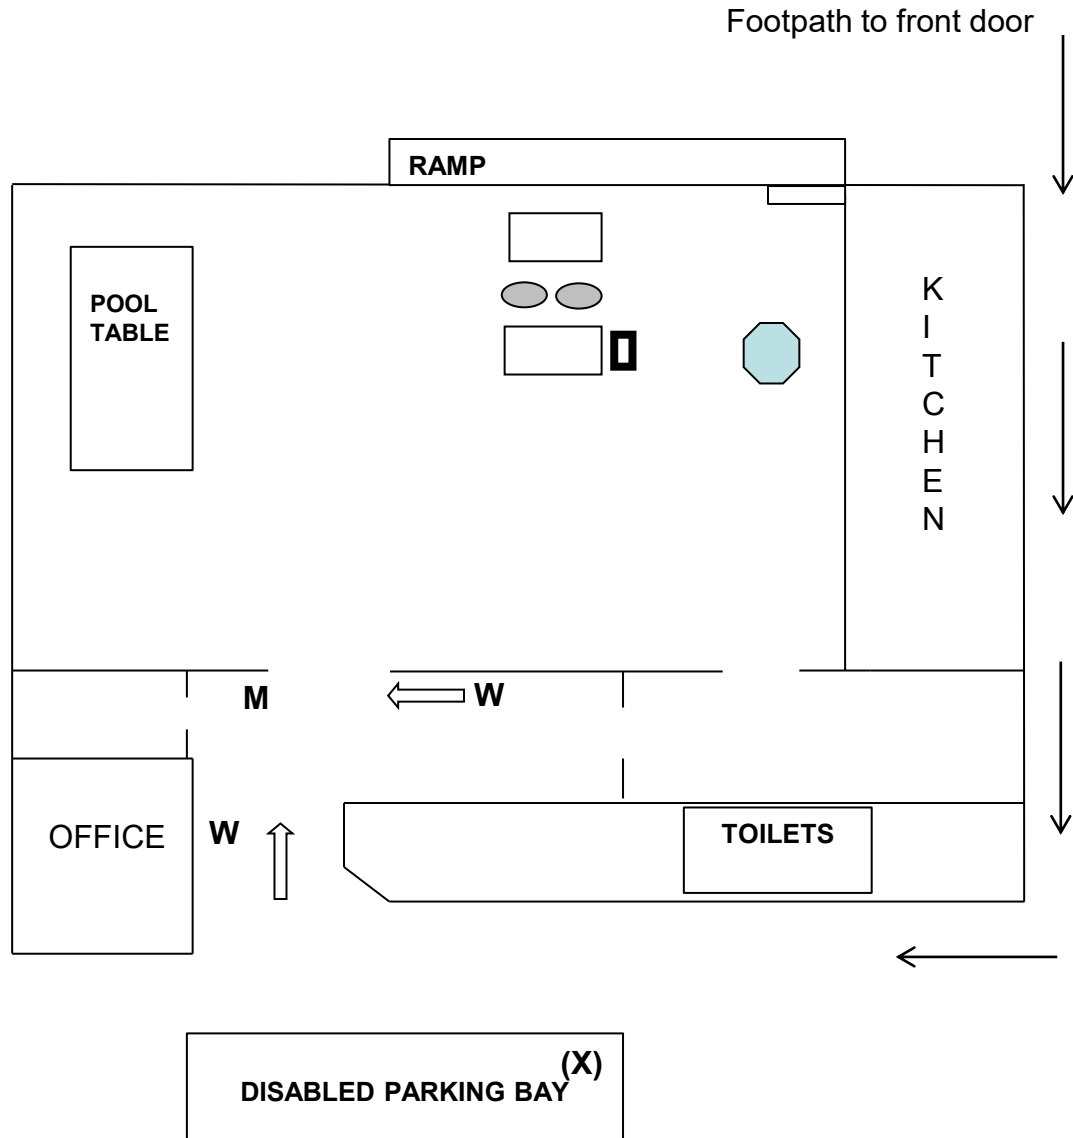 Footpath to front door
RAMP
POOL
TABLE
K
I
T
C
H
E
N
M
W
OFFICE
W
TOILETS
(X)
DISABLED PARKING BAY